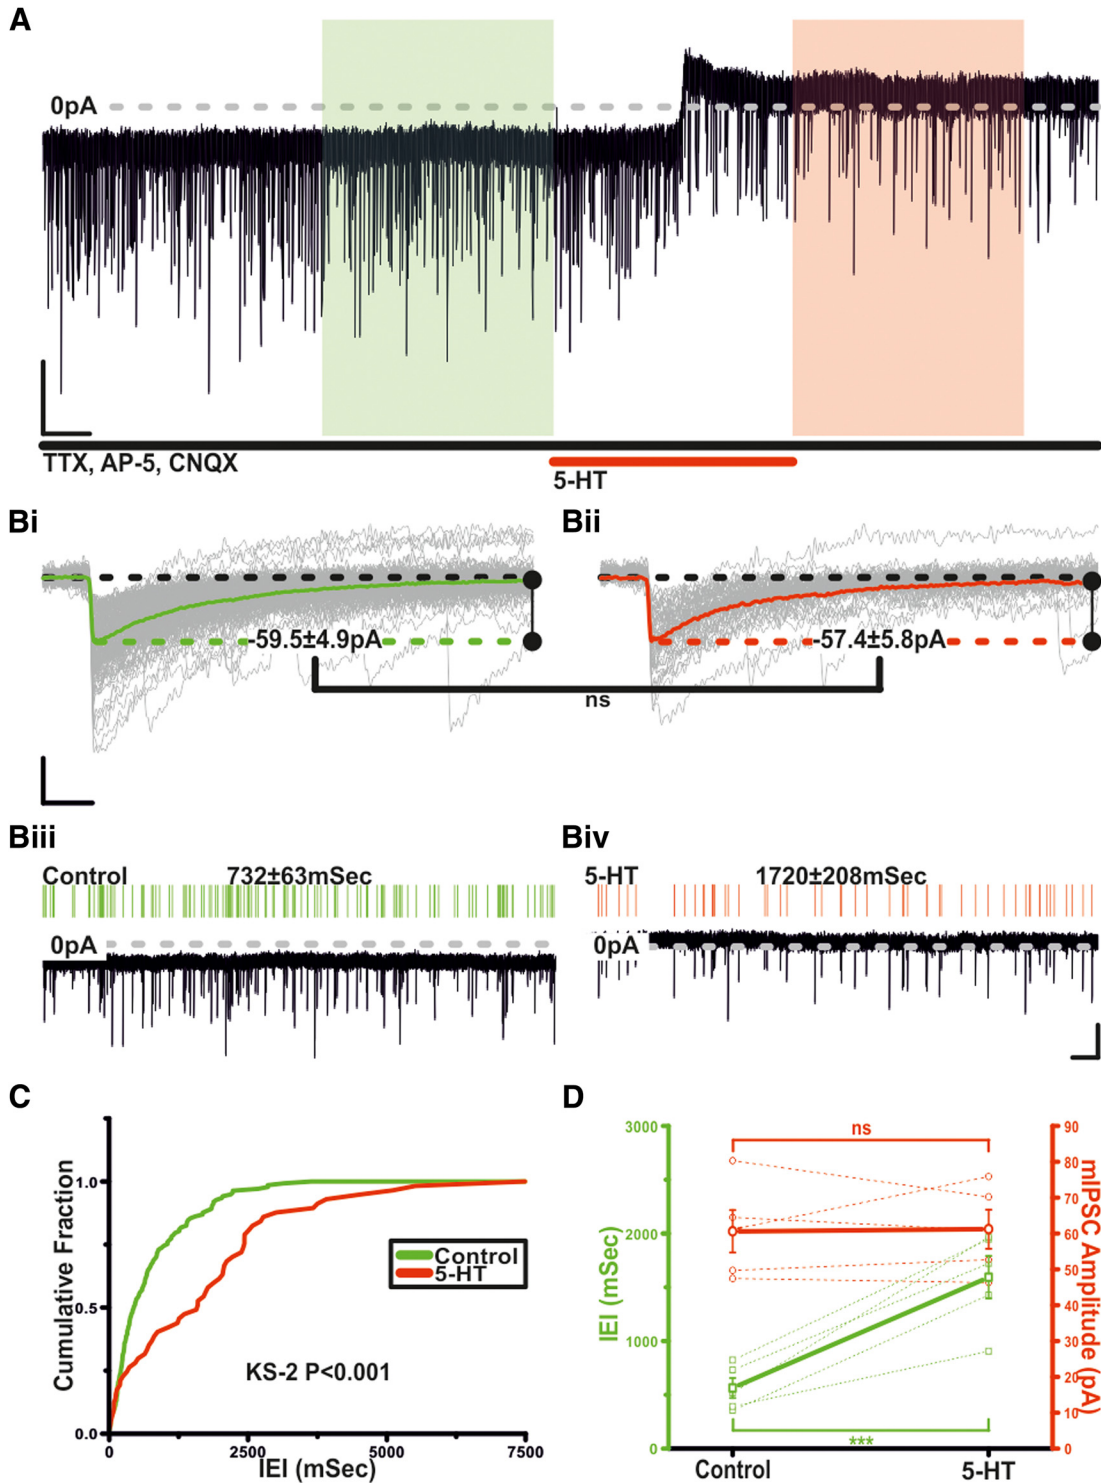 A
0pA
TTX, AP-5, CNQX
5-HT
Bi
Bii
-59.5±4.9pA
-57.4±5.8pA
ns
Biii
Biv
Control
732±63mSec
5-HT
1720±208mSec
0pA
0pA
C
D
Cumulative Fraction
1.0
0.5
0.0
0
2500
5000
7500
IEI (mSec)
Control
5-HT
KS-2 P<0.001
IEI (mSec)
3000
2000
1000
0
ns
***
Control
5-HT
90
80
70
60
50
40
30
20
10
0
mIPSC Amplitude (pA)